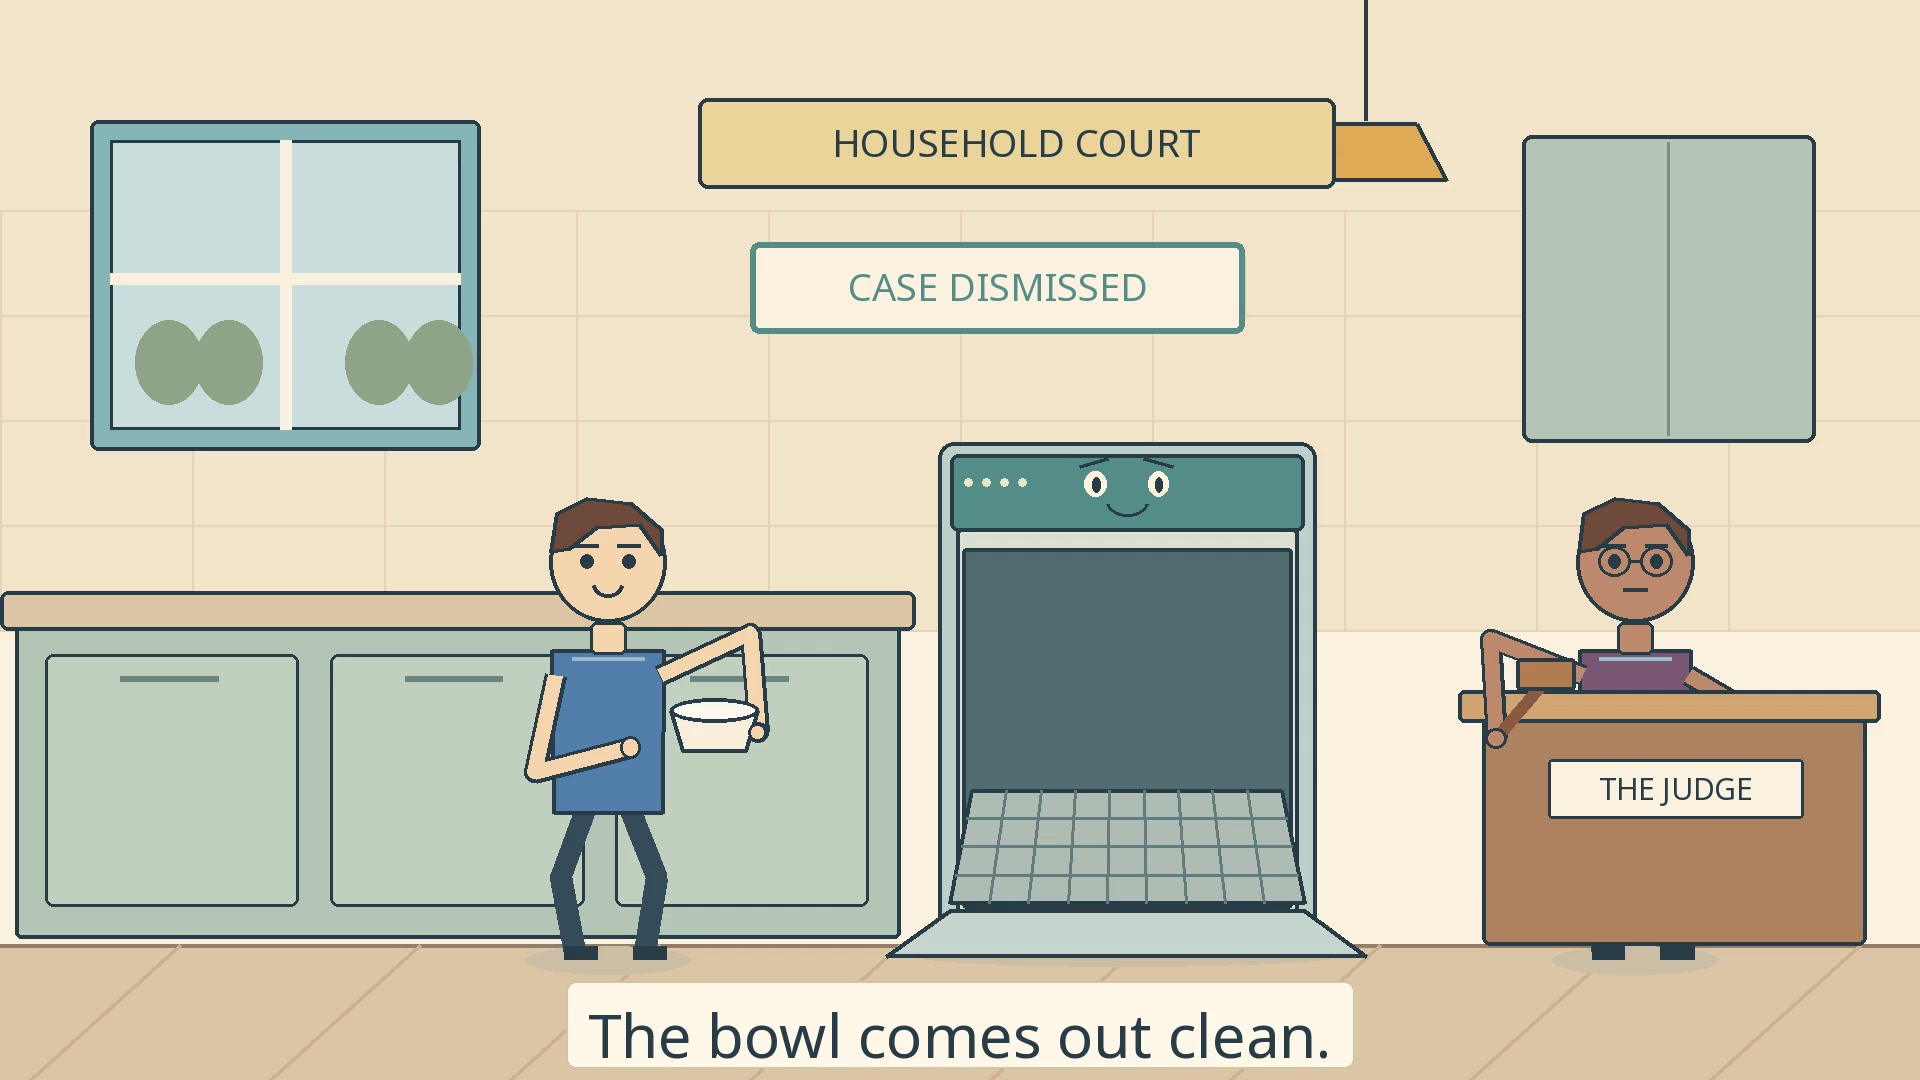 HOUSEHOLD COURT
CASE DISMISSED
THE JUDGE
The bowl comes out clean.